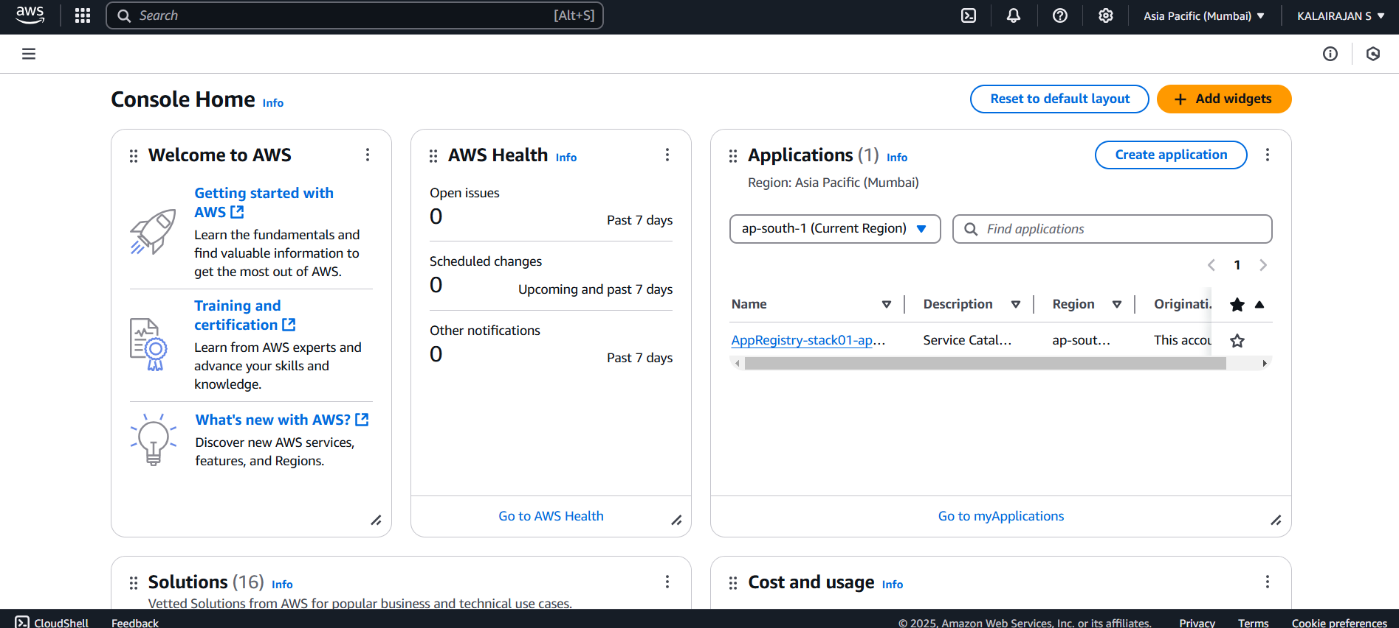 aws
Search [Alt+S]
Asia Pacific (Mumbai)
KALAIRAJAN S
Console Home Info
Reset to default layout
+ Add widgets
Welcome to AWS
Getting started with
AWS
Learn the fundamentals and
find valuable information to
get the most out of AWS.
Training and
certification
Learn from AWS experts and
advance your skills and
knowledge.
What's new with AWS?
Discover new AWS services,
features, and Regions.
AWS Health Info
Open issues
0 Past 7 days
Scheduled changes
0 Upcoming and past 7 days
Other notifications
0 Past 7 days
Go to AWS Health
Applications (1) Info
Create application
Region: Asia Pacific (Mumbai)
ap-south-1 (Current Region)
Find applications
1
Name Description Region Originati.
AppRegistry-stack01-ap... Service Catal... ap-sout... This accou
Go to myApplications
Solutions (16) Info
Vetted Solutions from AWS for popular business and technical use cases.
Cost and usage Info
CloudShell Feedback © 2025, Amazon Web Services, Inc. or its affiliates. Privacy Terms Cookie preferences